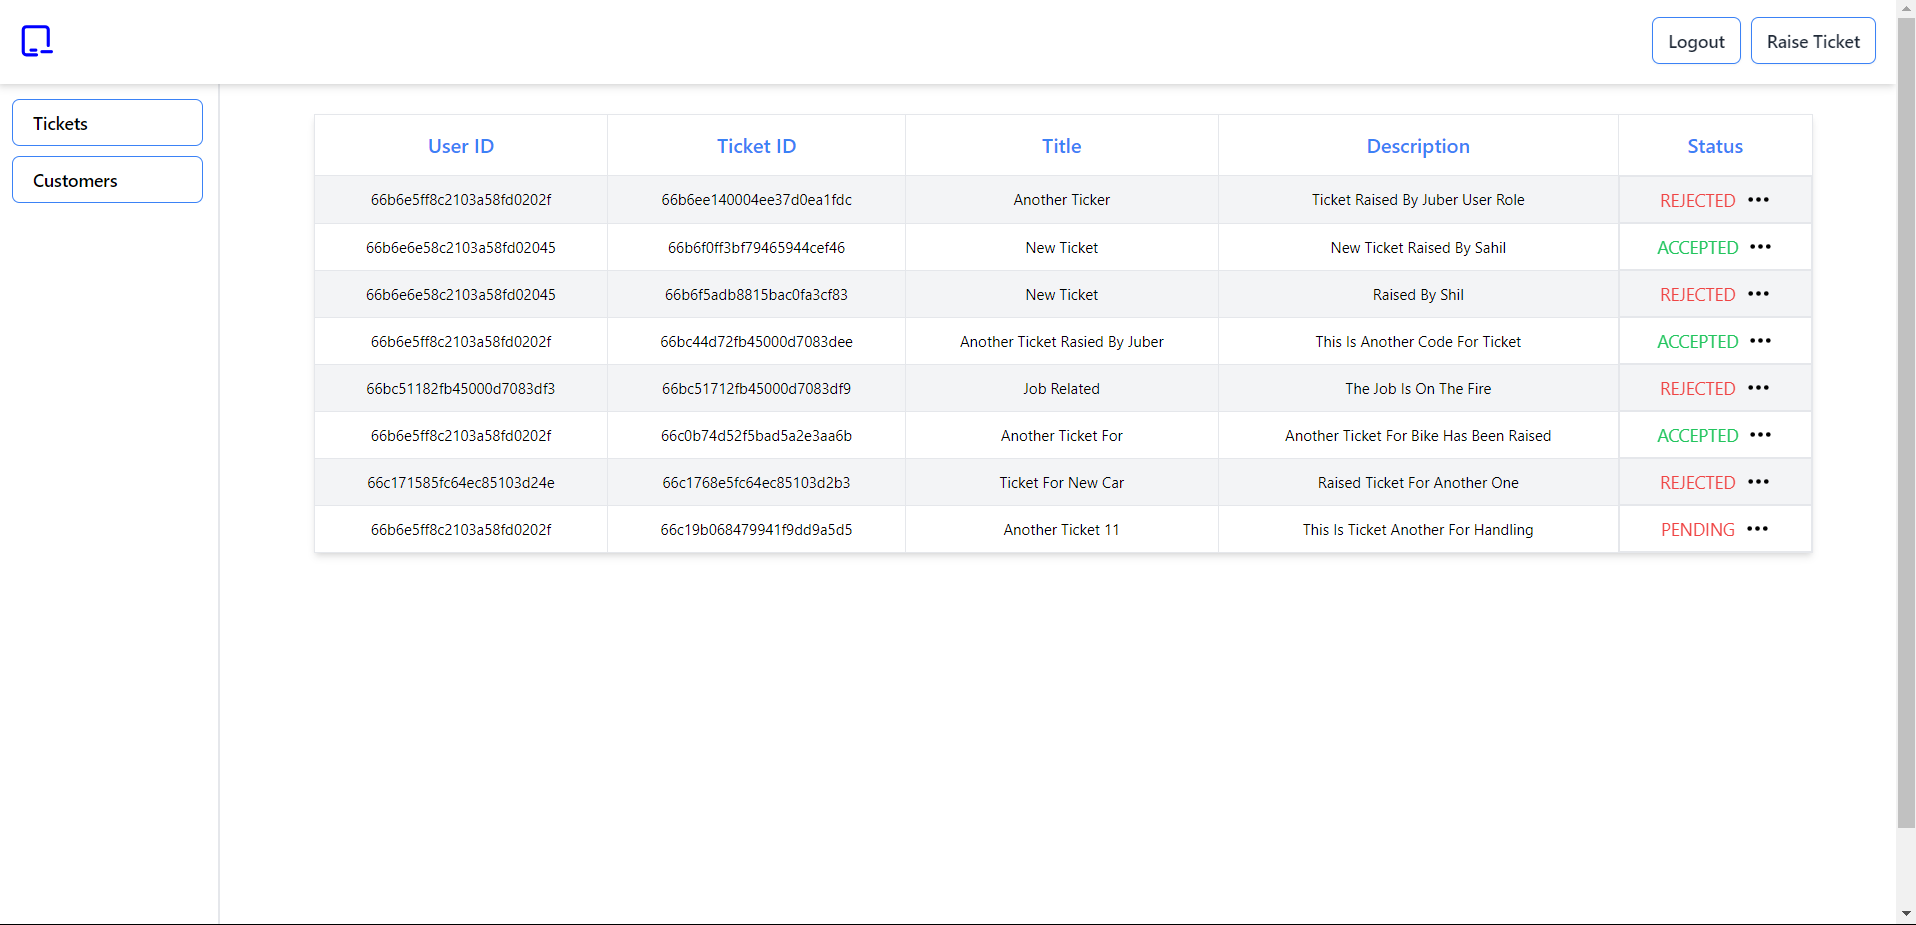 Logout Raise Ticket
Tickets
Customers
User ID Ticket ID Title Description Status
66b6e5ff8c2103a58fd0202f 66b6ee140004ee37d0ea1fdc Another Ticker Ticket Raised By Juber User Role REJECTED
66b6e6e58c2103a58fd02045 66b6f0ff3bf79465944cef46 New Ticket New Ticket Raised By Sahil ACCEPTED
66b6e6e58c2103a58fd02045 66b6f5adb8815bac0fa3cf83 New Ticket Raised By Shil REJECTED
66b6e5ff8c2103a58fd0202f 66bc44d72fb45000d7083dee Another Ticket Rasied By Juber This Is Another Code For Ticket ACCEPTED
66bc51182fb45000d7083df3 66bc51712fb45000d7083df9 Job Related The Job Is On The Fire REJECTED
66b6e5ff8c2103a58fd0202f 66c0b74d52f5bad5a2e3aa6b Another Ticket For Another Ticket For Bike Has Been Raised ACCEPTED
66c171585fc64ec85103d24e 66c1768e5fc64ec85103d2b3 Ticket For New Car Raised Ticket For Another One REJECTED
66b6e5ff8c2103a58fd0202f 66c19b068479941f9dd9a5d5 Another Ticket 11 This Is Ticket Another For Handling PENDING